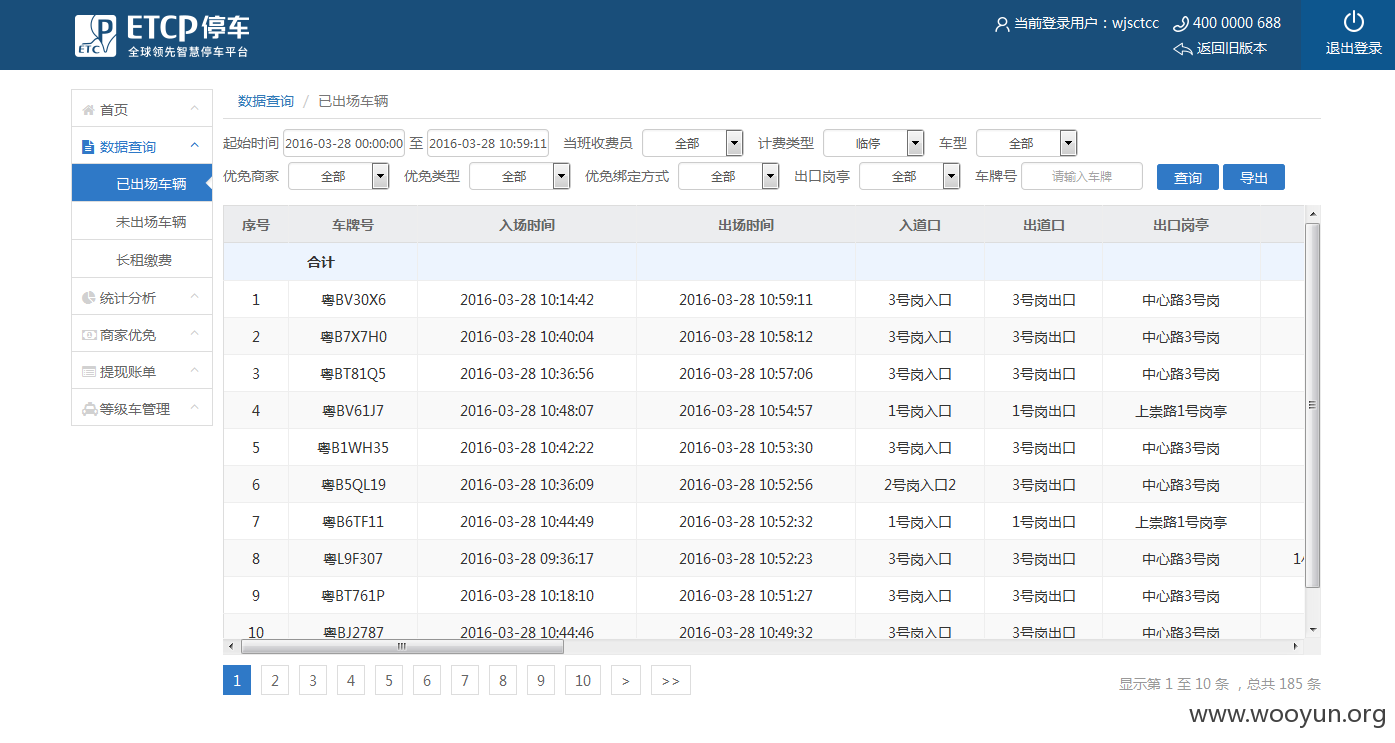 ETCP停车
全球领先智慧停车平台
ETC
P
当前登录用户：wjsctcc
400 0000 688
返回旧版本
退出登录
首页
数据查询
已出场车辆
未出场车辆
长租缴费
统计分析
商家优免
提现账单
等级车管理
数据查询 / 已出场车辆
起始时间 2016-03-28 00:00:00 至 2016-03-28 10:59:11 当班收费员 全部 计费类型 临停 车型 全部
优免商家 全部 优免类型 全部 优免绑定方式 全部 出口岗亭 全部 车牌号 请输入车牌 查询 导出
序号 车牌号 入场时间 出场时间 入道口 出道口 出口岗亭
合计
1 粤BV30X6 2016-03-28 10:14:42 2016-03-28 10:59:11 3号岗入口 3号岗出口 中心路3号岗
2 粤B7X7H0 2016-03-28 10:40:04 2016-03-28 10:58:12 3号岗入口 3号岗出口 中心路3号岗
3 粤BT81Q5 2016-03-28 10:36:56 2016-03-28 10:57:06 3号岗入口 3号岗出口 中心路3号岗
4 粤BV61J7 2016-03-28 10:48:07 2016-03-28 10:54:57 1号岗入口 1号岗出口 上崇路1号岗亭
5 粤B1WH35 2016-03-28 10:42:22 2016-03-28 10:53:30 3号岗入口 3号岗出口 中心路3号岗
6 粤B5QL19 2016-03-28 10:36:09 2016-03-28 10:52:56 2号岗入口2 3号岗出口 中心路3号岗
7 粤B6TF11 2016-03-28 10:44:49 2016-03-28 10:52:32 1号岗入口 1号岗出口 上崇路1号岗亭
8 粤L9F307 2016-03-28 09:36:17 2016-03-28 10:52:23 3号岗入口 3号岗出口 中心路3号岗
9 粤BT761P 2016-03-28 10:18:10 2016-03-28 10:51:27 3号岗入口 3号岗出口 中心路3号岗
10 粤BJ2787 2016-03-28 10:44:46 2016-03-28 10:49:32 3号岗入口 3号岗出口 中心路3号岗
1 2 3 4 5 6 7 8 9 10 > >>
显示第 1 至 10 条 ，总共 185 条
www.wooyun.org